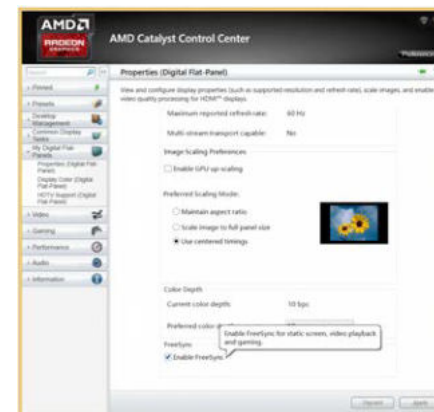 AMD
RADEON
GRAPHICS
AMD Catalyst Control Center
Preferences
Search
Pinned
Presets
Desktop
Management
Common Display
Tasks
My Digital Flat-
Panels
Properties (Digital Flat-
Panel)
Display Color (Digital
Flat-Panel)
HDTV Support (Digital
Flat-Panel)
Video
Gaming
Performance
Audio
Information
Properties (Digital Flat-Panel)
View and configure display properties (such as supported resolution and refresh rate), scale images, and enable
video quality processing for HDMI™ displays.
Maximum reported refresh rate: 60 Hz
Multi-stream transport capable: No
Image Scaling Preferences
Enable GPU up-scaling
Preferred Scaling Mode:
Maintain aspect ratio
Scale image to full panel size
Use centered timings
Color Depth
Current color depth: 10 bpc
Preferred color
Enable FreeSync for static screen, video playback
and gaming.
FreeSync
Enable FreeSync
Discard
Apply